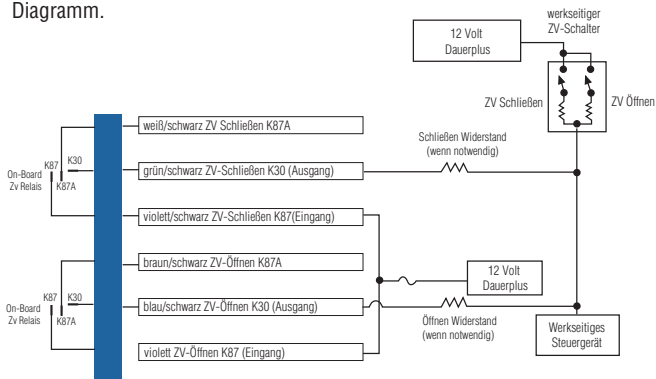 Diagramm.
werkseitiger
ZV-Schalter
12 Volt
Dauerplus
ZV Schließen
ZV Öffnen
weiß/schwarz ZV Schließen K87A
Schließen Widerstand
(wenn notwendig)
K87
K30
On-Board
Zv Relais
K87A
grün/schwarz ZV-Schließen K30 (Ausgang)
violett/schwarz ZV-Schließen K87(Eingang)
braun/schwarz ZV-Öffnen K87A
12 Volt
Dauerplus
K87
K30
On-Board
Zv Relais
K87A
blau/schwarz ZV-Öffnen K30 (Ausgang)
Öffnen Widerstand
(wenn notwendig)
Werkseitiges
Steuergerät
violett ZV-Öffnen K87 (Eingang)